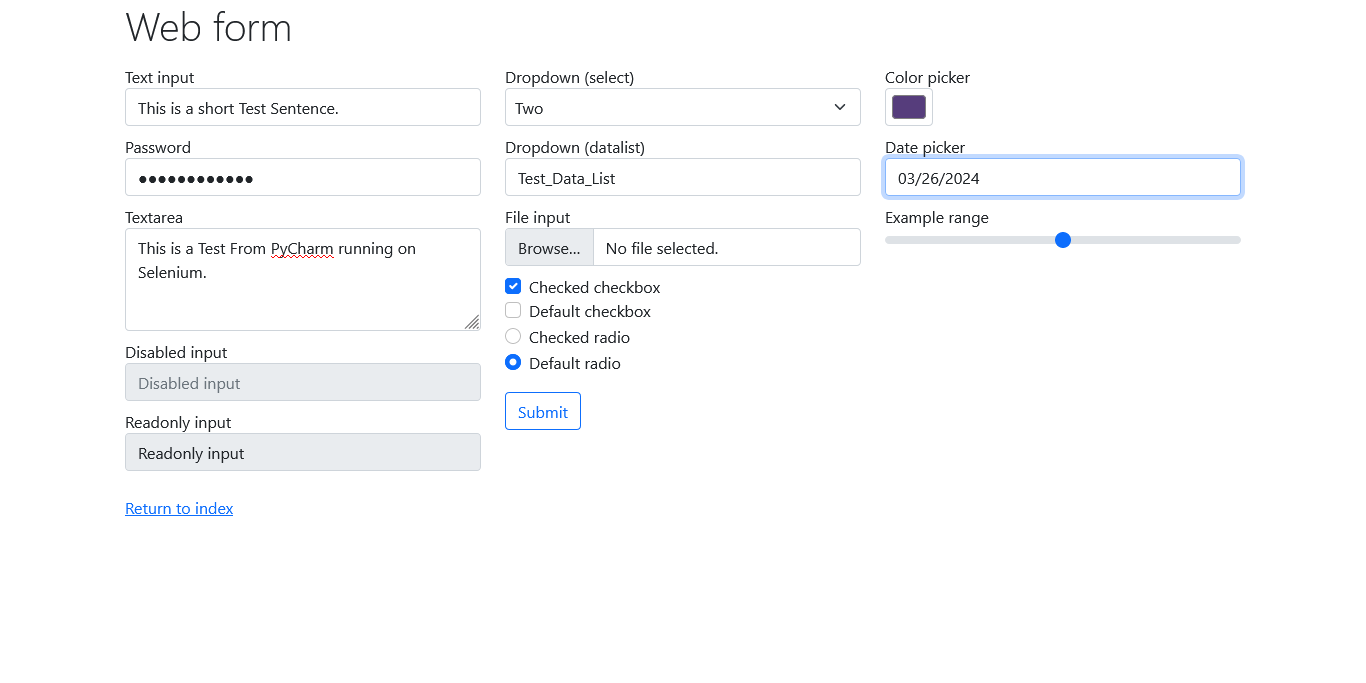 Web form
Text input
This is a short Test Sentence.
Password
●●●●●●●●●●●●
Textarea
This is a Test From PyCharm running on
Selenium.
Disabled input
Disabled input
Readonly input
Readonly input
Return to index
Dropdown (select)
Two
Dropdown (datalist)
Test_Data_List
File input
Browse... No file selected.
Checked checkbox
Default checkbox
Checked radio
Default radio
Submit
Color picker
Date picker
03/26/2024
Example range